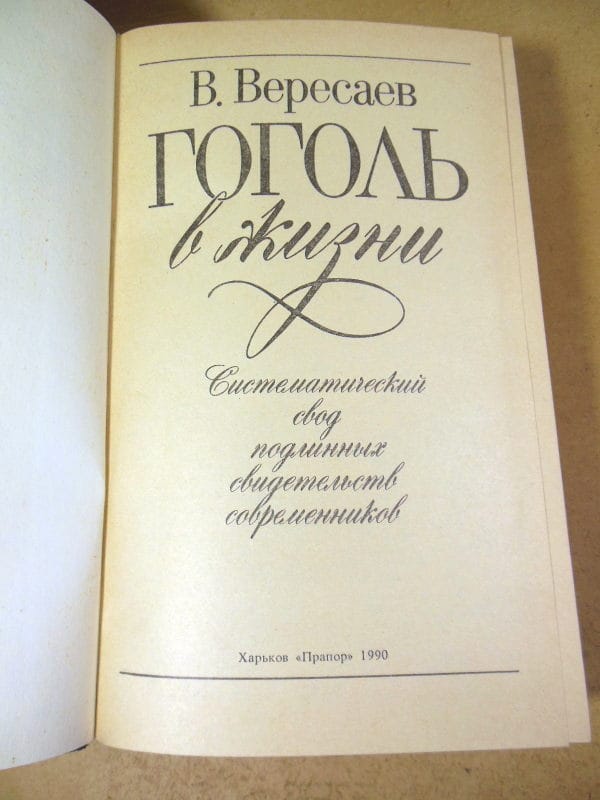 В. Вересаев
ГОГОЛЬ
в жизни
Систематический
свод
подлинных
свидетельств
современников
Харьков «Прапор» 1990